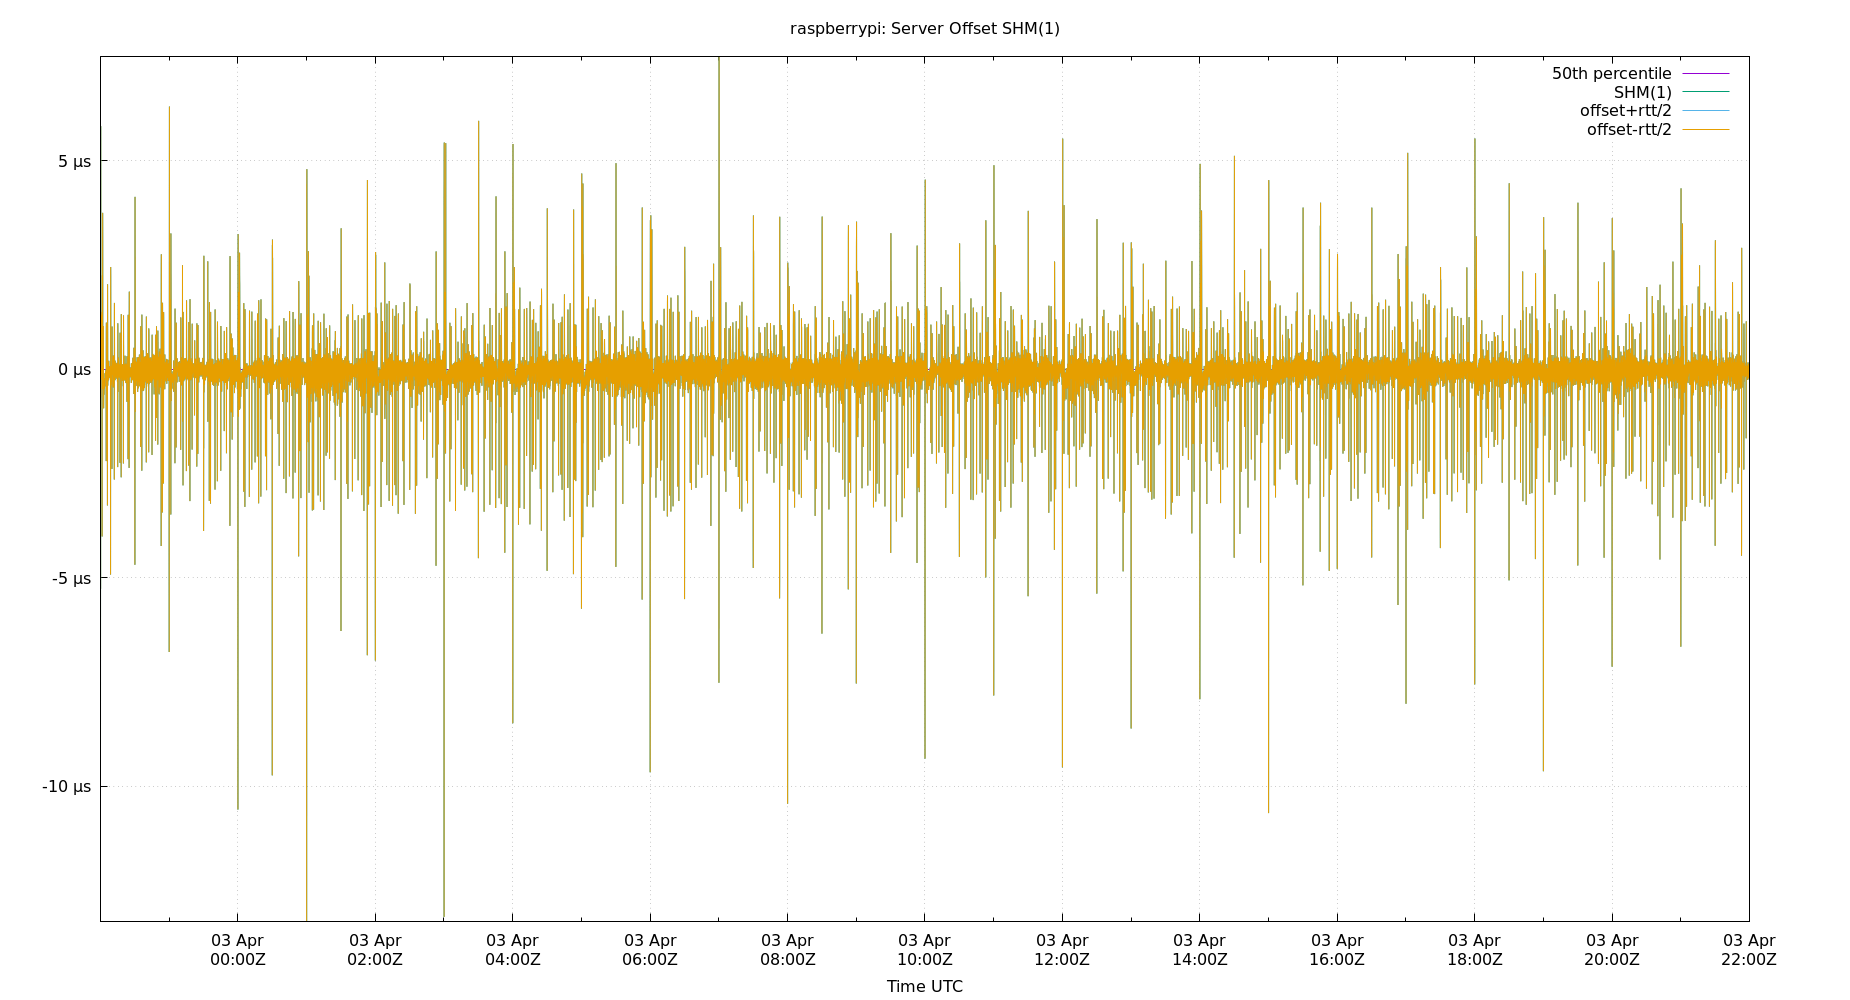 raspberrypi: Server Offset SHM(1)
50th percentile
SHM(1)
offset+rtt/2
offset-rtt/2
5 µs
0 µs
-5 µs
-10 µs
03 Apr 03 Apr 03 Apr 03 Apr 03 Apr 03 Apr 03 Apr 03 Apr 03 Apr 03 Apr 03 Apr 03 Apr
00:00Z 02:00Z 04:00Z 06:00Z 08:00Z 10:00Z 12:00Z 14:00Z 16:00Z 18:00Z 20:00Z 22:00Z
Time UTC